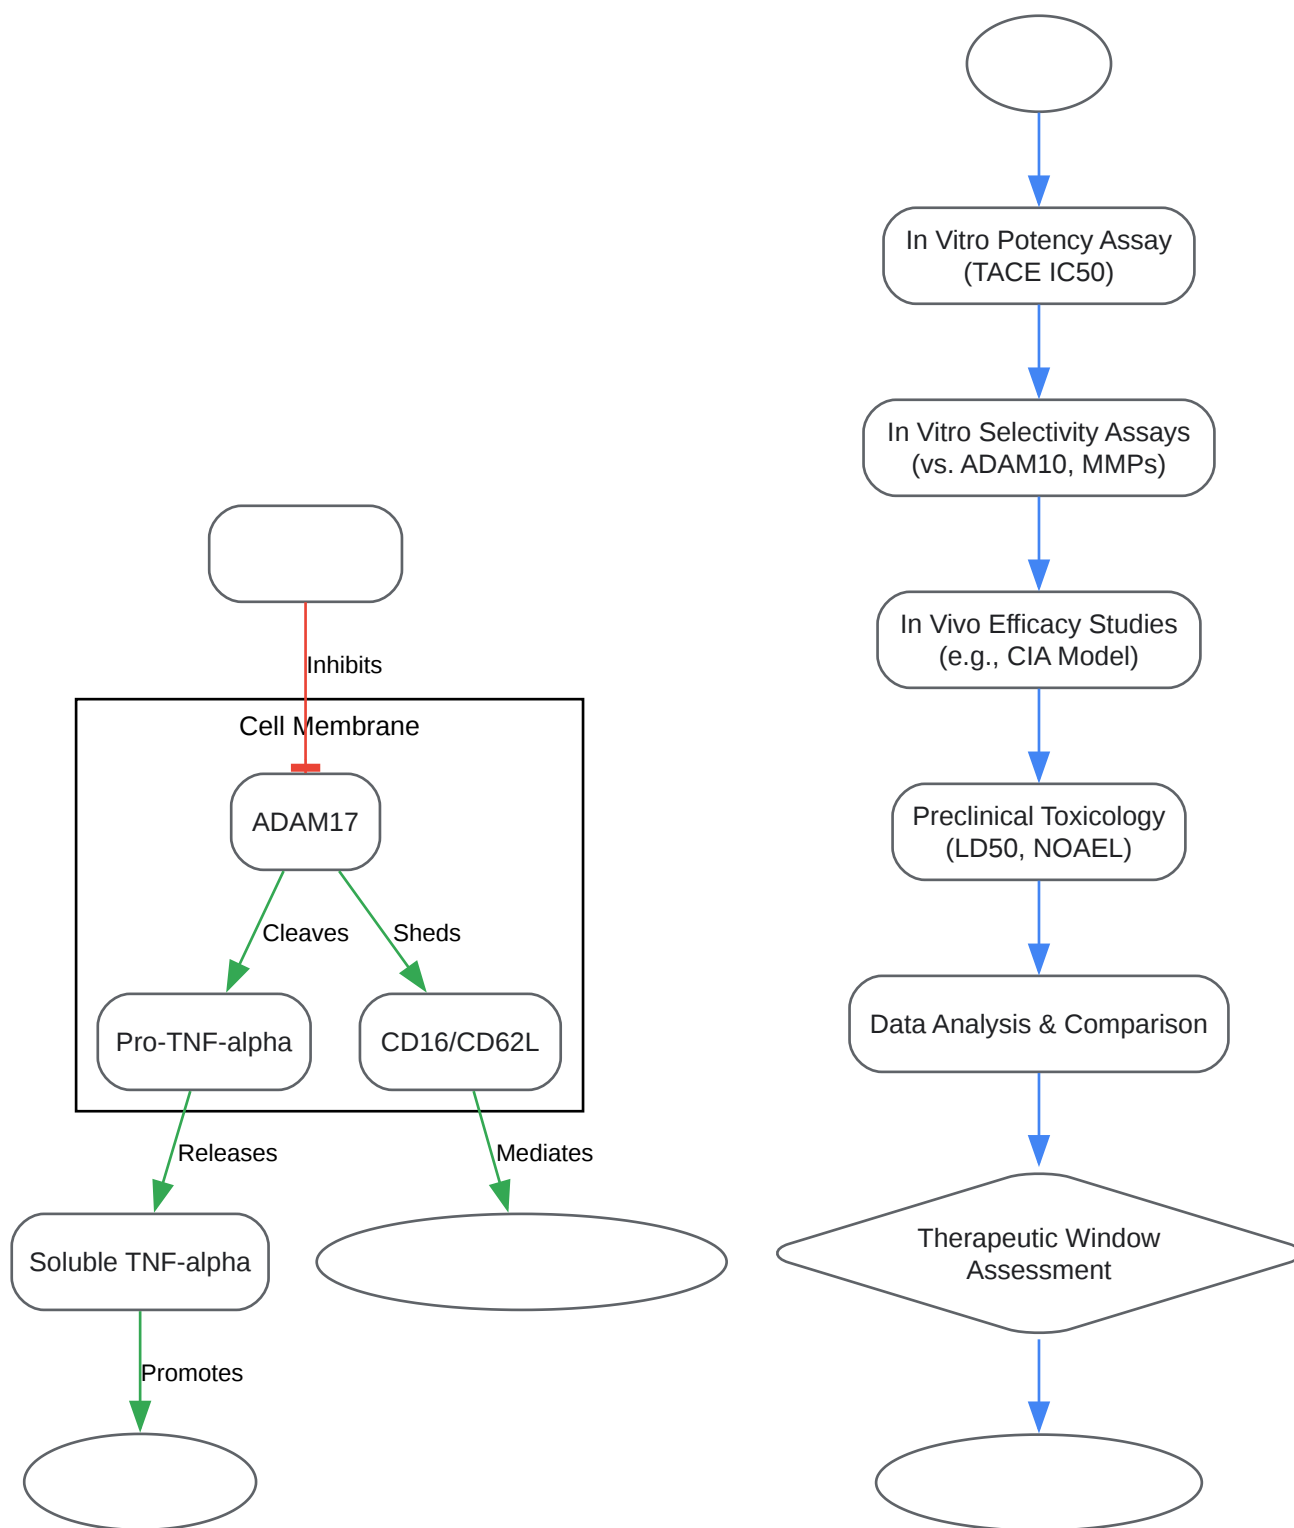 Inhibits
Cell Membrane
ADAM17
Cleaves
Sheds
Pro-TNF-alpha
CD16/CD62L
Releases
Mediates
Soluble TNF-alpha
Promotes
In Vitro Potency Assay
(TACE IC50)
In Vitro Selectivity Assays
(vs. ADAM10, MMPs)
In Vivo Efficacy Studies
(e.g., CIA Model)
Preclinical Toxicology
(LD50, NOAEL)
Data Analysis & Comparison
Therapeutic Window
Assessment